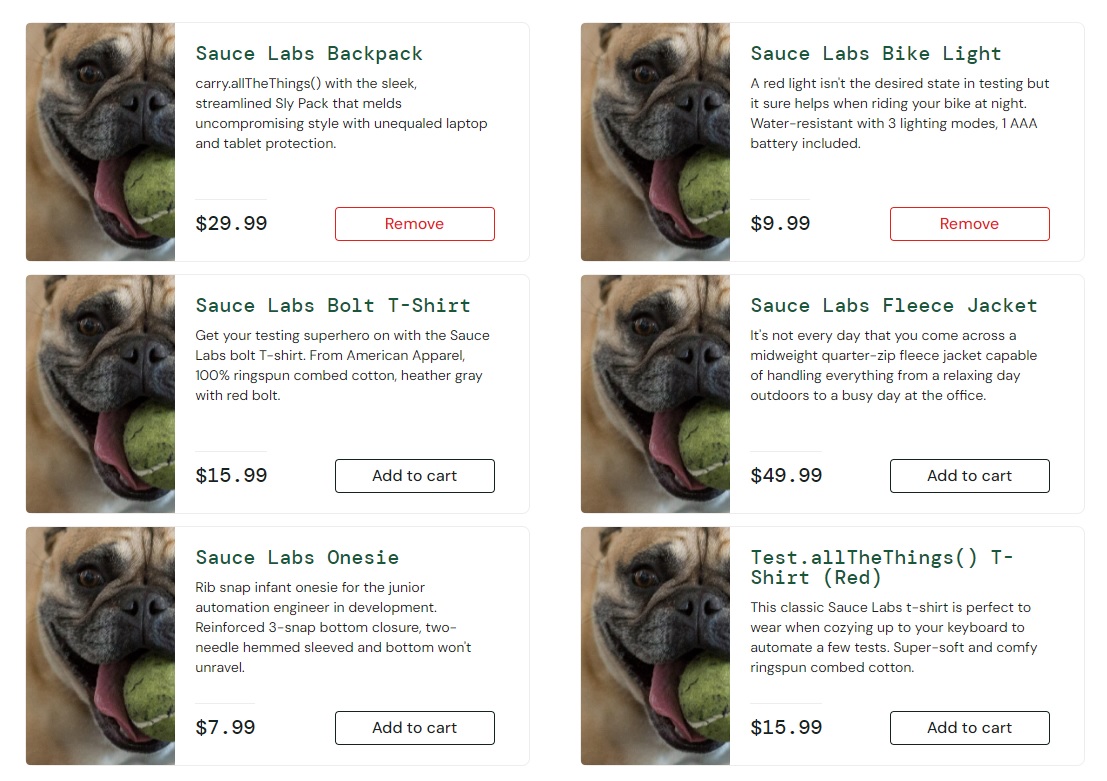 Sauce Labs Backpack
carry.allTheThings() with the sleek,
streamlined Sly Pack that melds
uncompromising style with unequaled laptop
and tablet protection.
$29.99
Remove
Sauce Labs Bike Light
A red light isn't the desired state in testing but
it sure helps when riding your bike at night.
Water-resistant with 3 lighting modes, 1 AAA
battery included.
$9.99
Remove
Sauce Labs Bolt T-Shirt
Get your testing superhero on with the Sauce
Labs bolt T-shirt. From American Apparel,
100% ringspun combed cotton, heather gray
with red bolt.
$15.99
Add to cart
Sauce Labs Fleece Jacket
It's not every day that you come across a
midweight quarter-zip fleece jacket capable
of handling everything from a relaxing day
outdoors to a busy day at the office.
$49.99
Add to cart
Sauce Labs Onesie
Rib snap infant onesie for the junior
automation engineer in development.
Reinforced 3-snap bottom closure, two-
needle hemmed sleeved and bottom won't
unravel.
$7.99
Add to cart
Test.allTheThings() T-
Shirt (Red)
This classic Sauce Labs t-shirt is perfect to
wear when cozying up to your keyboard to
automate a few tests. Super-soft and comfy
ringspun combed cotton.
$15.99
Add to cart